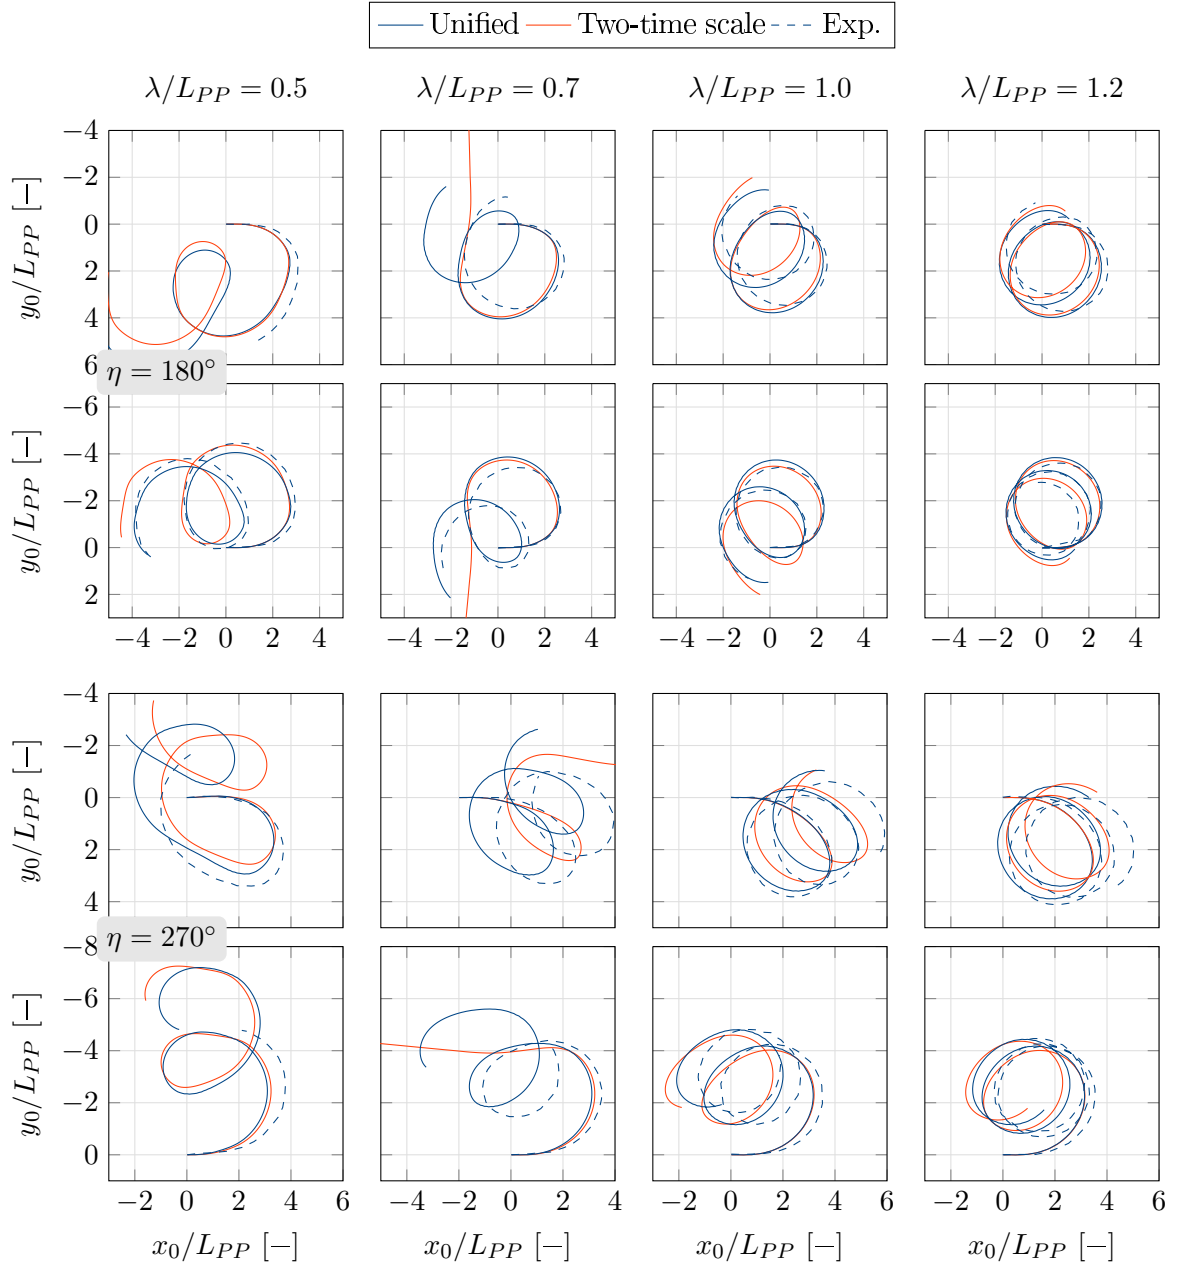 Unified Two-time scale Exp.
λ/L_PP = 0.5 λ/L_PP = 0.7 λ/L_PP = 1.0 λ/L_PP = 1.2
−4
−2
0
2
4
6
y₀/L_PP [−]
η = 180°
−6
−4
−2
0
2
y₀/L_PP [−]
−4 −2 0 2 4 −4 −2 0 2 4 −4 −2 0 2 4 −4 −2 0 2 4
−4
−2
0
2
4
y₀/L_PP [−]
η = 270°
−8
−6
−4
−2
0
y₀/L_PP [−]
−2 0 2 4 6 −4 −2 0 2 4 −2 0 2 4 6 −2 0 2 4 6
x₀/L_PP [−] x₀/L_PP [−] x₀/L_PP [−] x₀/L_PP [−]